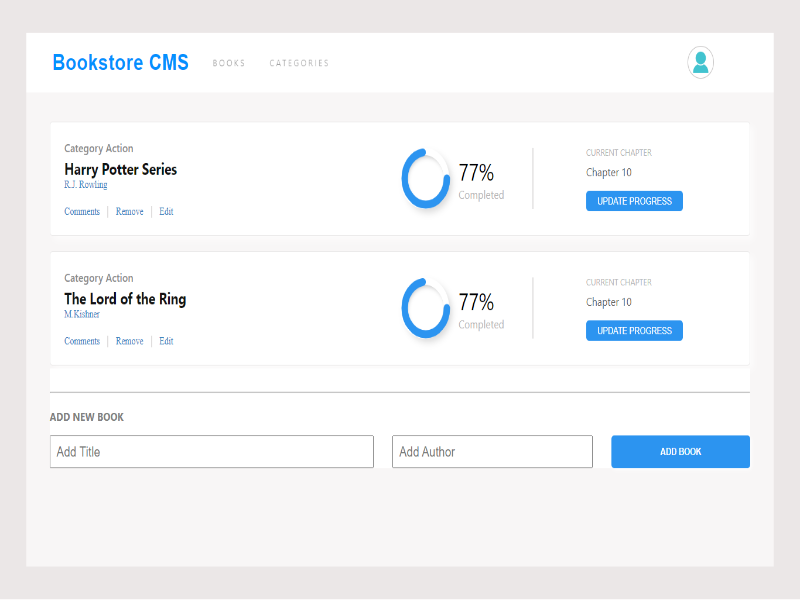 Bookstore CMS BOOKS CATEGORIES
Category Action
Harry Potter Series
R.J. Rowling
Comments Remove Edit
77%
Completed
CURRENT CHAPTER
Chapter 10
UPDATE PROGRESS
Category Action
The Lord of the Ring
M.Kishner
Comments Remove Edit
77%
Completed
CURRENT CHAPTER
Chapter 10
UPDATE PROGRESS
ADD NEW BOOK
Add Title
Add Author
ADD BOOK